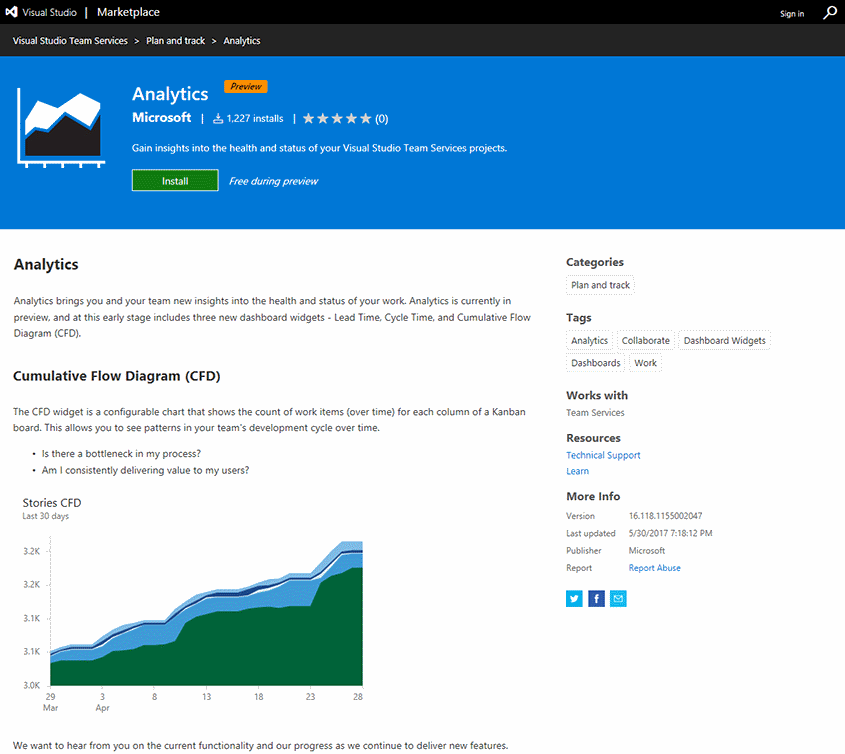 Visual Studio | Marketplace
Sign in
Visual Studio Team Services > Plan and track > Analytics
Analytics Preview
Microsoft | 1,227 installs | (0)
Gain insights into the health and status of your Visual Studio Team Services projects.
Install Free during preview
Analytics
Analytics brings you and your team new insights into the health and status of your work. Analytics is currently in
preview, and at this early stage includes three new dashboard widgets - Lead Time, Cycle Time, and Cumulative Flow
Diagram (CFD).
Cumulative Flow Diagram (CFD)
The CFD widget is a configurable chart that shows the count of work items (over time) for each column of a Kanban
board. This allows you to see patterns in your team's development cycle over time.
• Is there a bottleneck in my process?
• Am I consistently delivering value to my users?
Stories CFD
Last 30 days
3.2K
3.2K
3.1K
3.1K
3.0K
29 3 8 13 18 23 28
Mar Apr
We want to hear from you on the current functionality and our progress as we continue to deliver new features.
Categories
Plan and track
Tags
Analytics Collaborate Dashboard Widgets
Dashboards Work
Works with
Team Services
Resources
Technical Support
Learn
More Info
Version 16.118.1155002047
Last updated 5/30/2017 7:18:12 PM
Publisher Microsoft
Report Report Abuse